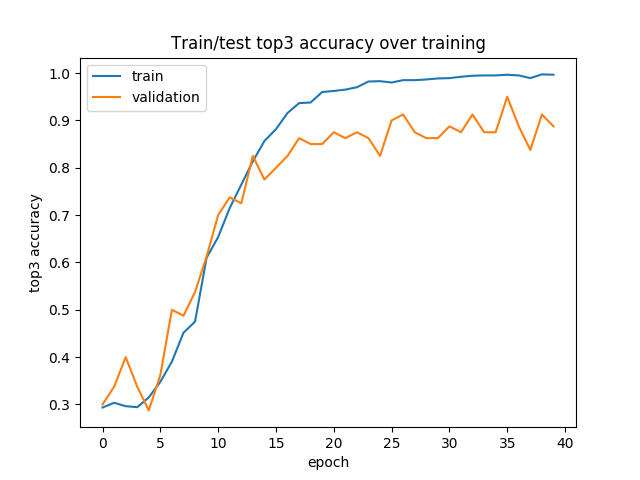 Train/test top3 accuracy over training
train
validation
top3 accuracy
1.0
0.9
0.8
0.7
0.6
0.5
0.4
0.3
0 5 10 15 20 25 30 35 40
epoch